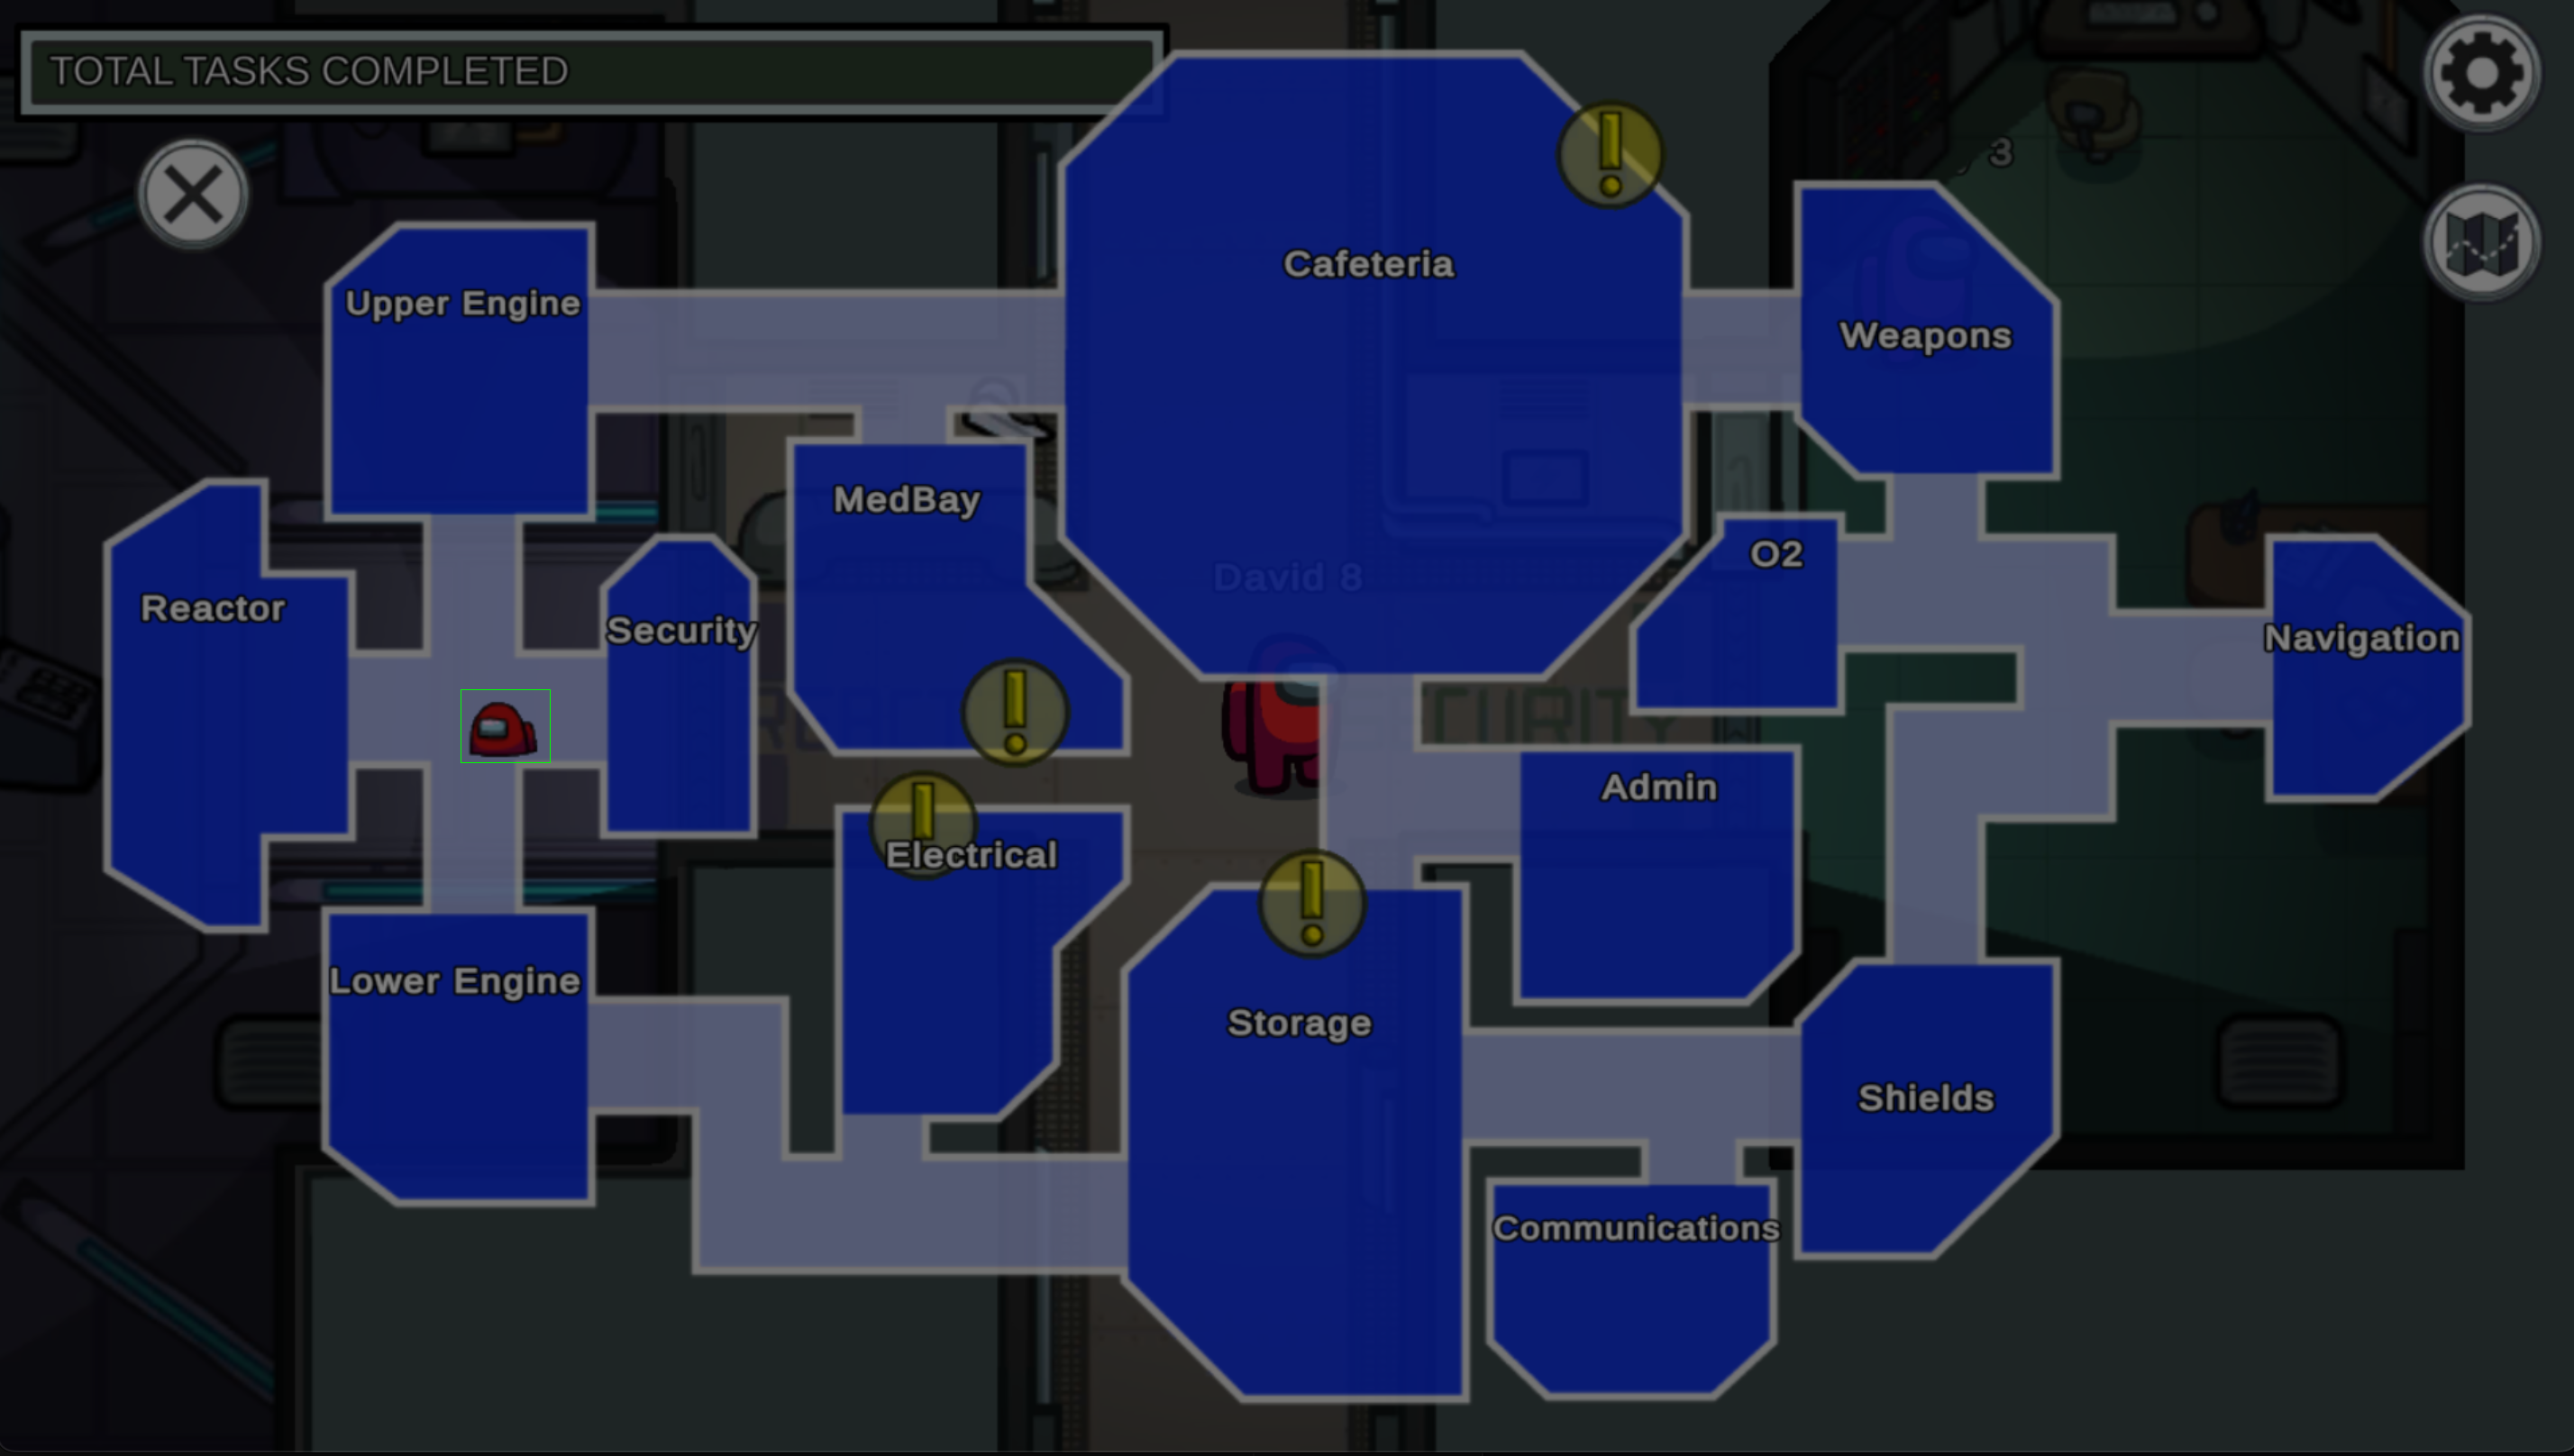 TOTAL TASKS COMPLETED
3
Cafeteria
Upper Engine
Weapons
MedBay
O2
David 8
Reactor
Security
Navigation
Admin
Electrical
Lower Engine
Storage
Shields
Communications